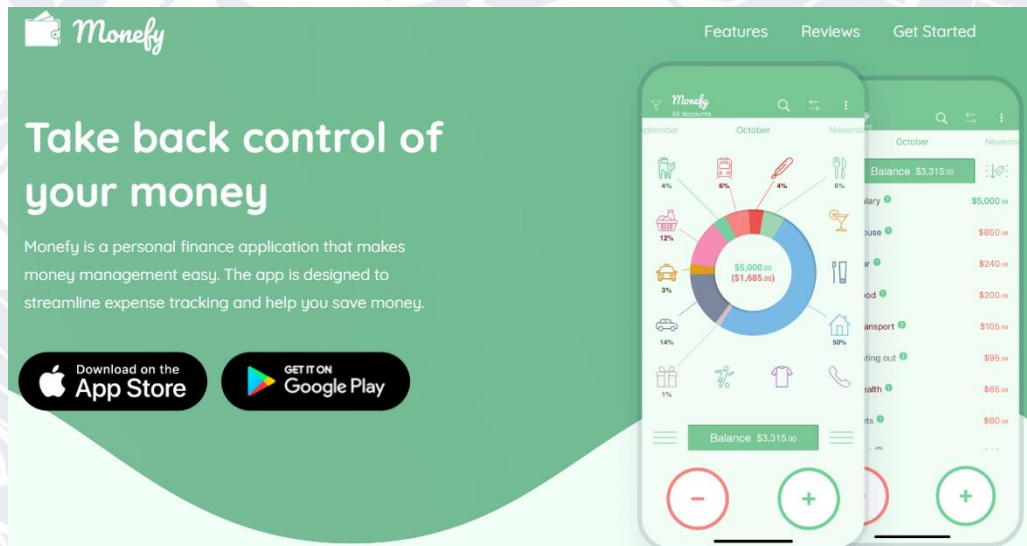 Monefy
Features Reviews Get Started
Take back control of
your money
Monefy is a personal finance application that makes
money management easy. The app is designed to
streamline expense tracking and help you save money.
Download on the
App Store
GET IT ON
Google Play
Monefy
All accounts
October
4%
6%
4%
6%
12%
3%
14%
1%
50%
$5,000.00
($1,685.00)
Balance $3,315.00
October
Balance $3,315.00
$5,000.00
$850.00
$240.00
$200.00
$105.00
$95.00
$65.00
$60.00